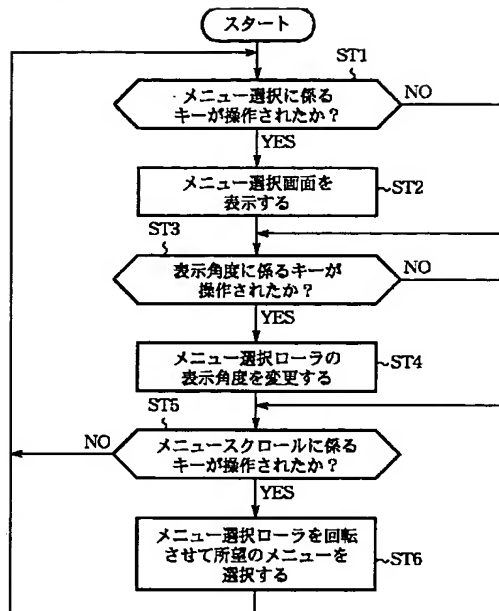 スタート
ST1
メニュー選択に係る
キーが操作されたか？
NO
YES
メニュー選択画面を
表示する
ST2
ST3
表示角度に係るキーが
操作されたか？
NO
YES
メニュー選択ローラの
表示角度を変更する
ST4
ST5
メニュースクロールに係る
キーが操作されたか？
NO
YES
メニュー選択ローラを回転
させて所望のメニューを
選択する
ST6